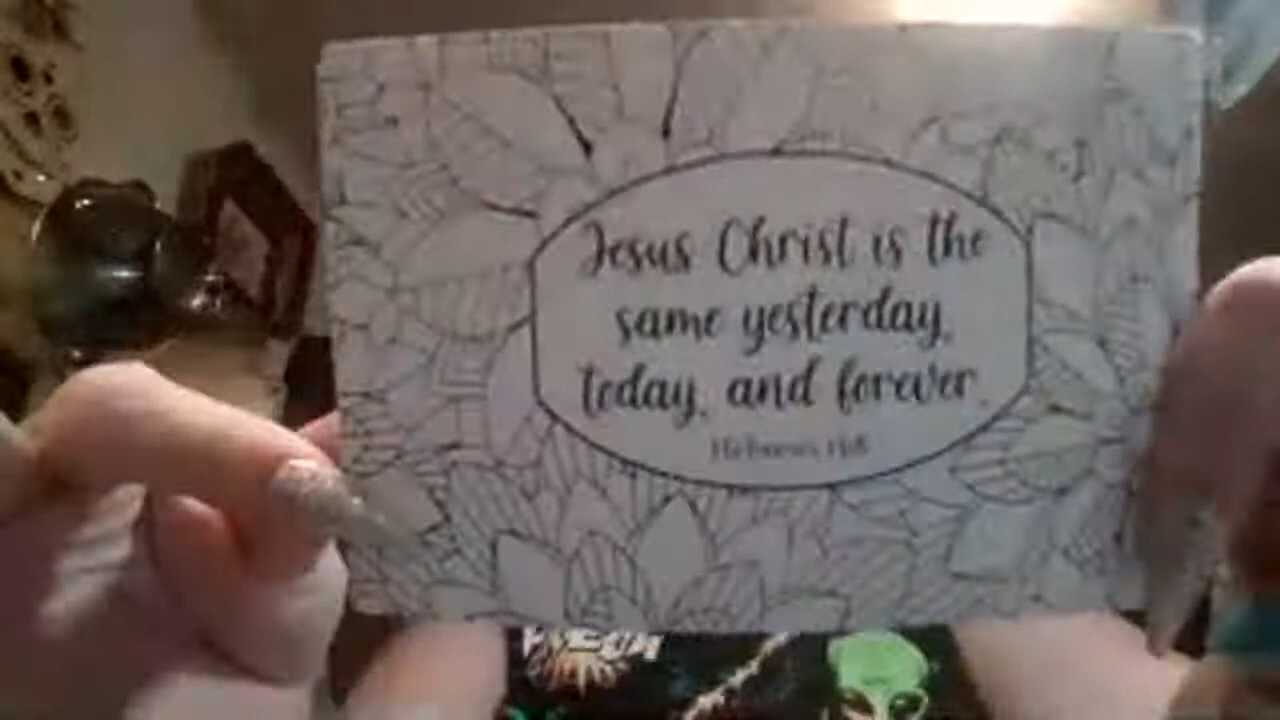 Jesus Christ is the
same yesterday,
today, and forever.
Hebrews 13:8